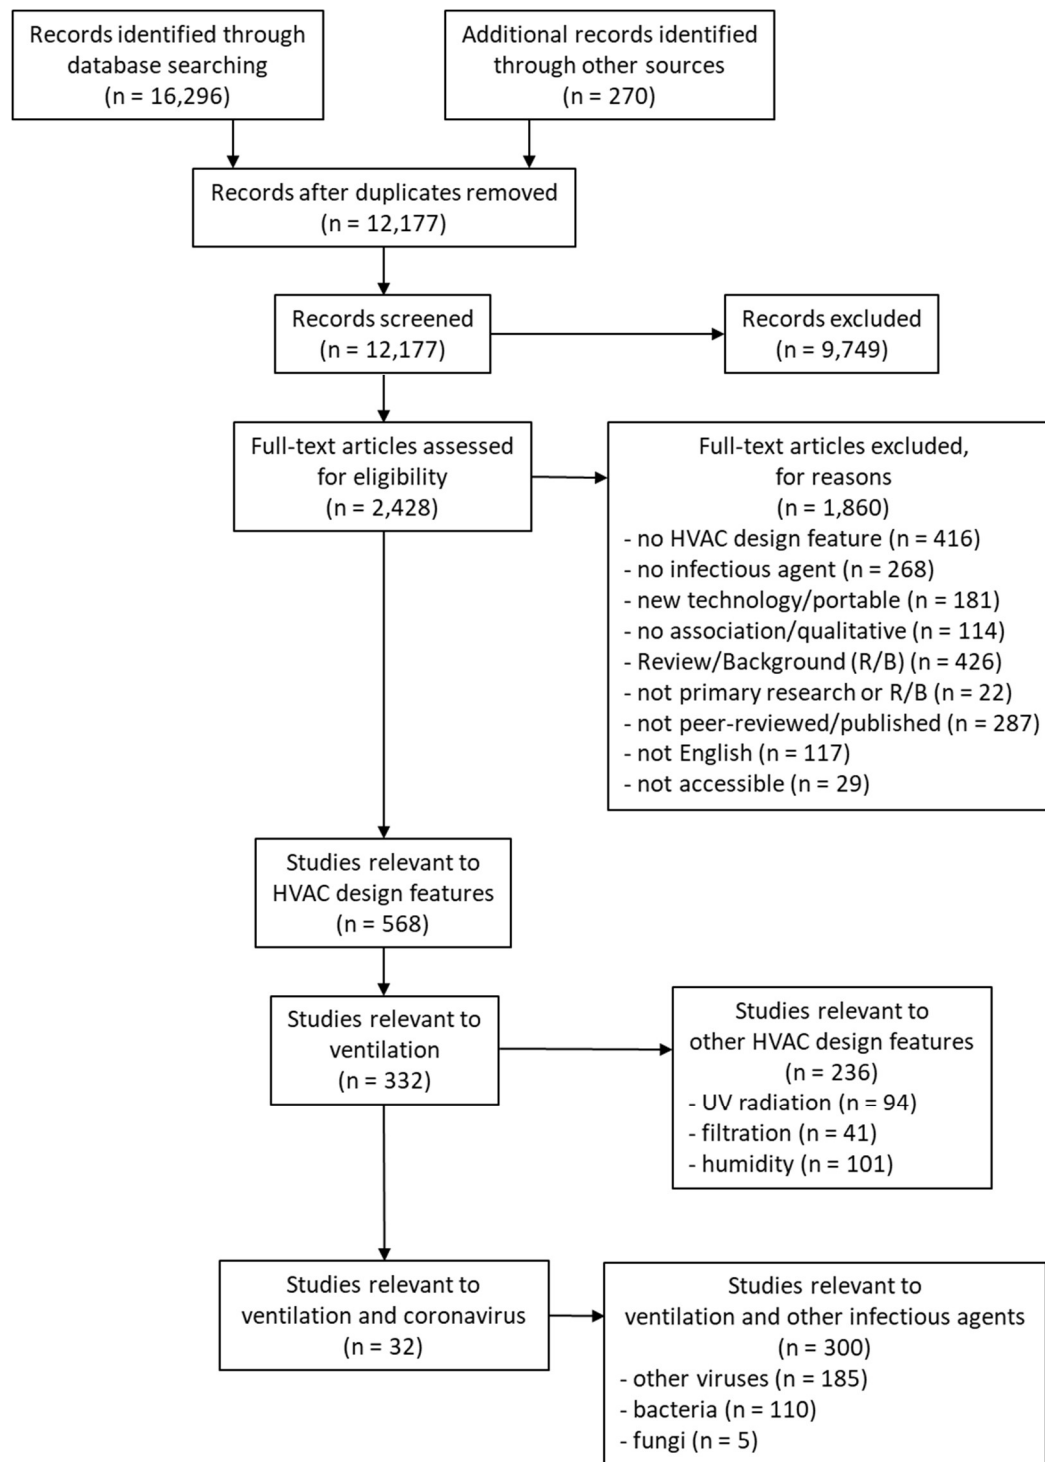 Records identified through
database searching
(n = 16,296)
Additional records identified
through other sources
(n = 270)
Records after duplicates removed
(n = 12,177)
Records screened
(n = 12,177)
Records excluded
(n = 9,749)
Full-text articles assessed
for eligibility
(n = 2,428)
Full-text articles excluded,
for reasons
(n = 1,860)
- no HVAC design feature (n = 416)
- no infectious agent (n = 268)
- new technology/portable (n = 181)
- no association/qualitative (n = 114)
- Review/Background (R/B) (n = 426)
- not primary research or R/B (n = 22)
- not peer-reviewed/published (n = 287)
- not English (n = 117)
- not accessible (n = 29)
Studies relevant to
HVAC design features
(n = 568)
Studies relevant to
ventilation
(n = 332)
Studies relevant to
other HVAC design features
(n = 236)
- UV radiation (n = 94)
- filtration (n = 41)
- humidity (n = 101)
Studies relevant to
ventilation and coronavirus
(n = 32)
Studies relevant to
ventilation and other infectious agents
(n = 300)
- other viruses (n = 185)
- bacteria (n = 110)
- fungi (n = 5)